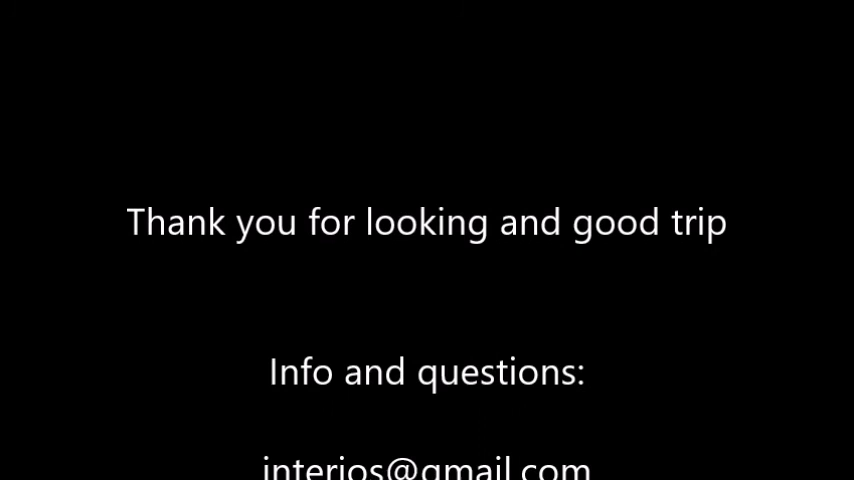 Thank you for looking and good trip
Info and questions:
interios@gmail.com